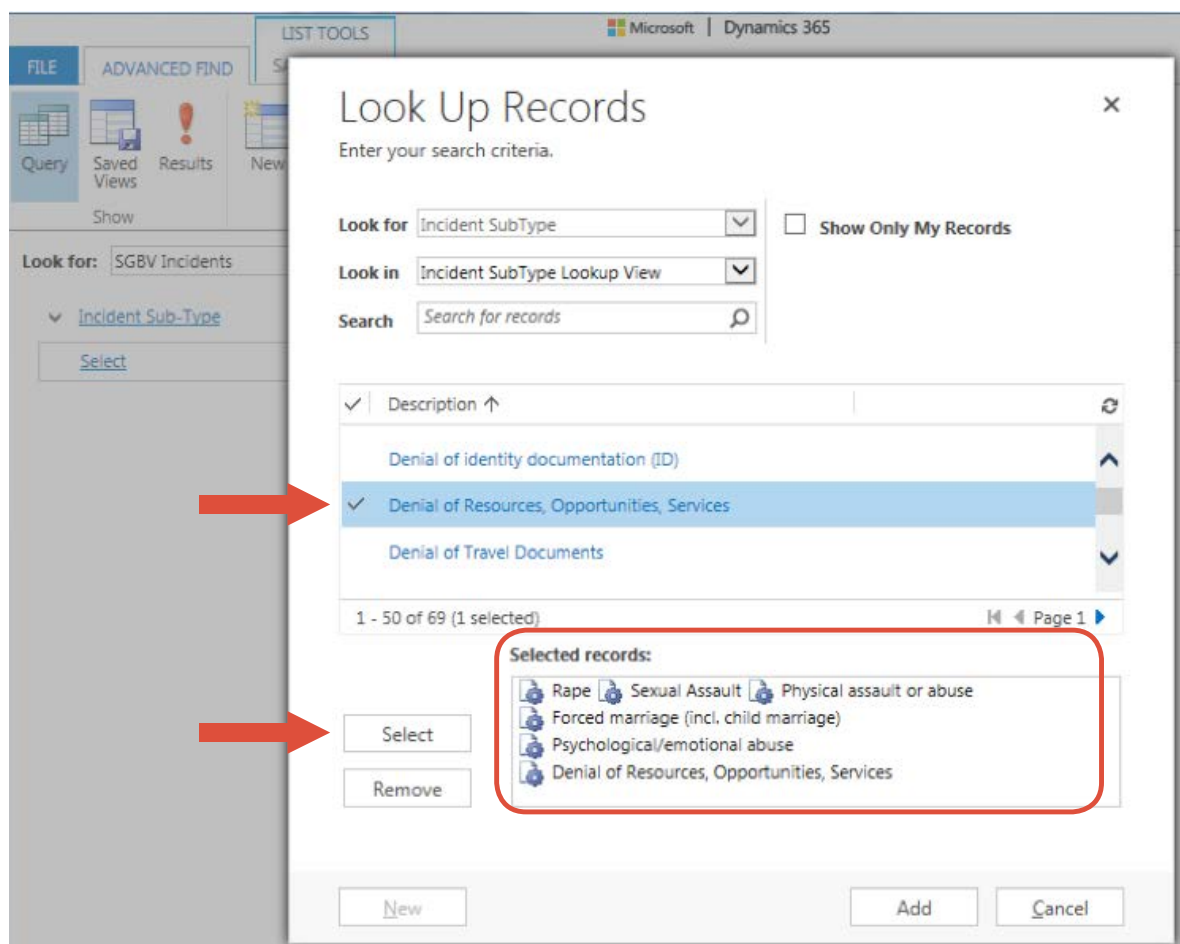 LIST TOOLS
Microsoft | Dynamics 365
FILE
ADVANCED FIND
Query
Saved Views
Results
New
Show
Look for: SGBV Incidents
Incident Sub-Type
Select
Look Up Records
Enter your search criteria.
Look for Incident SubType
Show Only My Records
Look in Incident SubType Lookup View
Search Search for records
Description
Denial of identity documentation (ID)
Denial of Resources, Opportunities, Services
Denial of Travel Documents
1 - 50 of 69 (1 selected)
Page 1
Selected records:
Rape Sexual Assault Physical assault or abuse
Forced marriage (incl. child marriage)
Psychological/emotional abuse
Denial of Resources, Opportunities, Services
Select
Remove
New
Add
Cancel